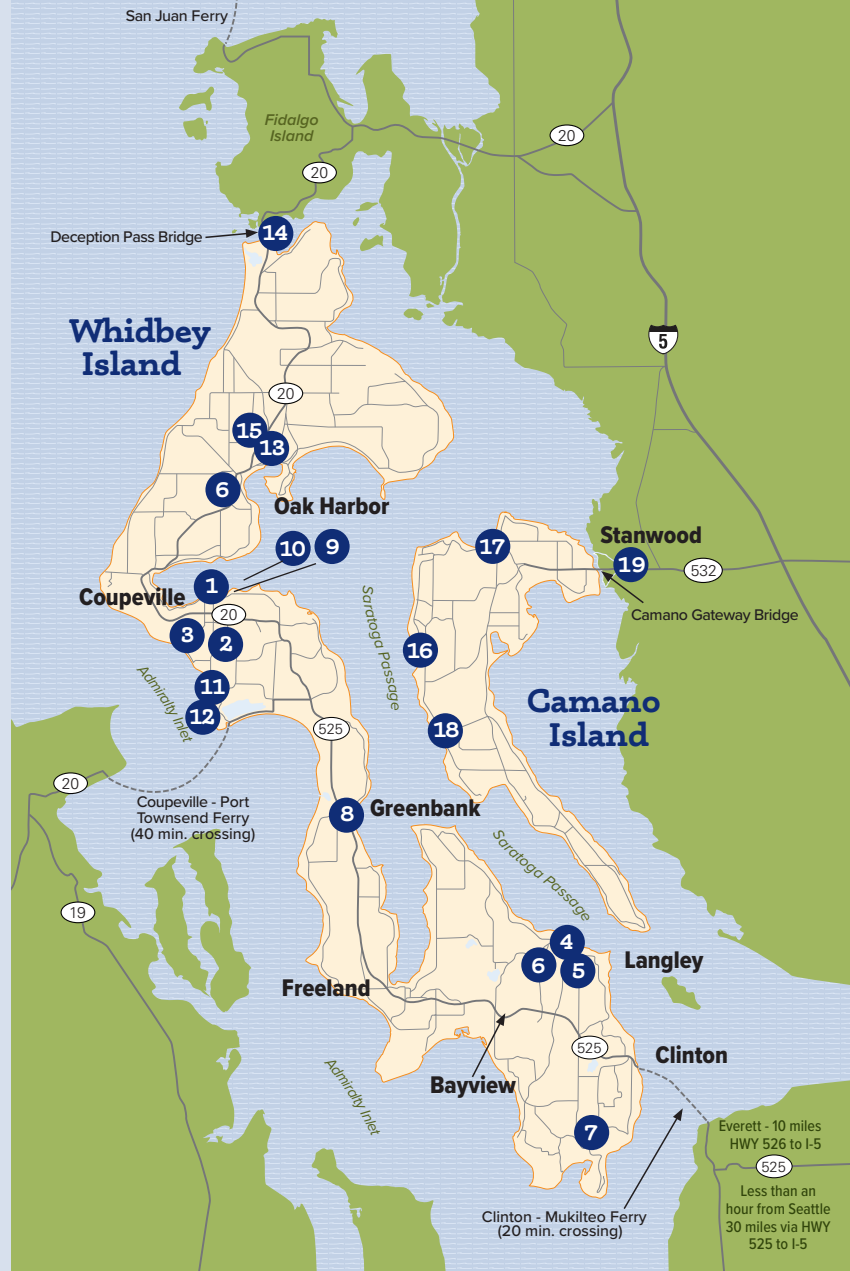 San Juan Ferry
Fidalgo
Island
20
20
Deception Pass Bridge
14
Whidbey
Island
5
20
15
13
6
Oak Harbor
10
9
Stanwood
17
19
532
Coupeville
1
20
Camano Gateway Bridge
3
2
Saratoga Passage
16
11
12
Admiralty Inlet
Camano
Island
18
525
20
Coupeville - Port
Townsend Ferry
(40 min. crossing)
8
Greenbank
Saratoga Passage
19
4
6
5
Langley
Freeland
525
Clinton
Bayview
Admiralty Inlet
7
Everett - 10 miles
HWY 526 to I-5
525
Less than an
hour from Seattle
30 miles via HWY
525 to I-5
Clinton - Mukilteo Ferry
(20 min. crossing)